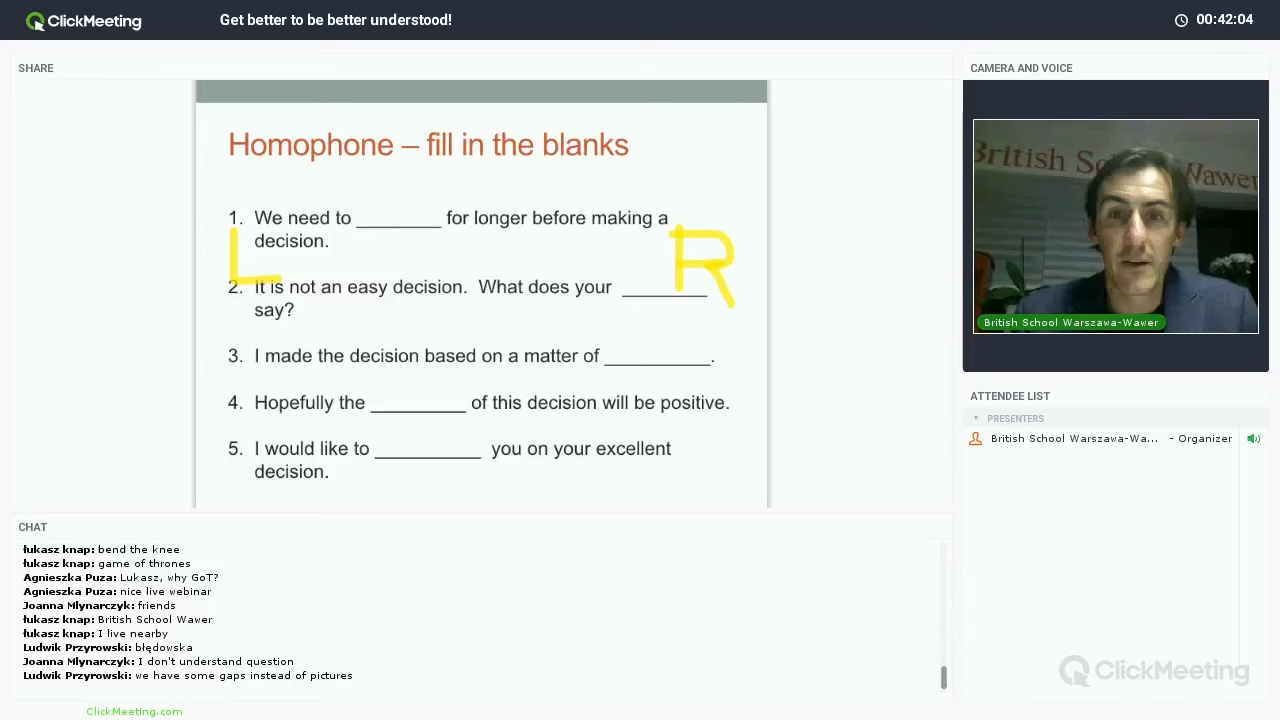 ClickMeeting
Get better to be better understood!
00:42:04
SHARE
CAMERA AND VOICE
Homophone – fill in the blanks
1. We need to ________ for longer before making a
decision.
L
R
2. It is not an easy decision. What does your ________
say?
3. I made the decision based on a matter of __________.
4. Hopefully the _________ of this decision will be positive.
5. I would like to __________ you on your excellent
decision.
British School Warszawa-Wawer
ATTENDEE LIST
PRESENTERS
British School Warszawa-Wa... - Organizer
CHAT
łukasz knap: bend the knee
łukasz knap: game of thrones
Agnieszka Puza: Lukasz, why GoT?
Agnieszka Puza: nice live webinar
Joanna Mlynarczyk: friends
łukasz knap: British School Wawer
łukasz knap: I live nearby
Ludwik Przyrowski: błędowska
Joanna Mlynarczyk: I don't understand question
Ludwik Przyrowski: we have some gaps instead of pictures
ClickMeeting
ClickMeeting.com